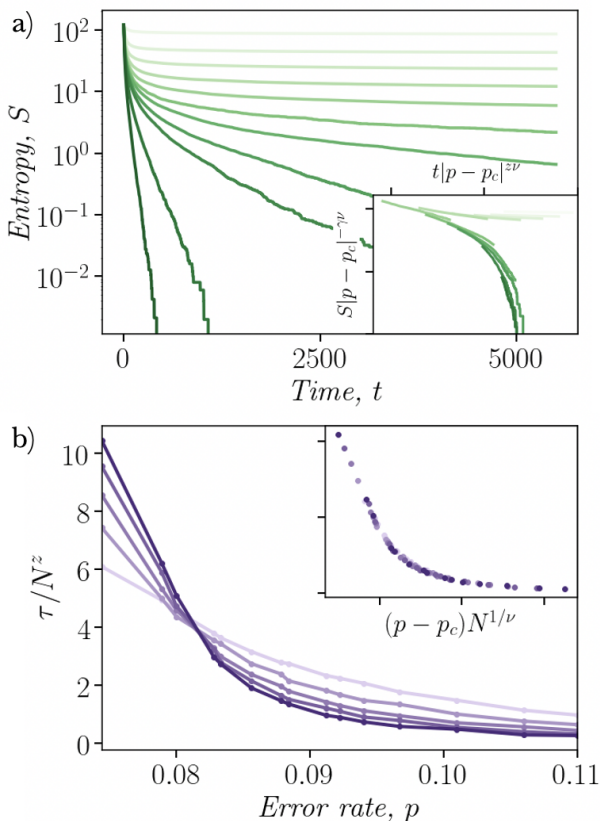 a)
10^2
10^1
10^0
10^{-1}
10^{-2}
Entropy, S
t|p − p_c|^{zν}
S|p − p_c|^{−γν}
0
2500
5000
Time, t
b)
10
8
6
4
2
0
τ/N^z
(p − p_c)N^{1/ν}
0.08
0.09
0.10
0.11
Error rate, p